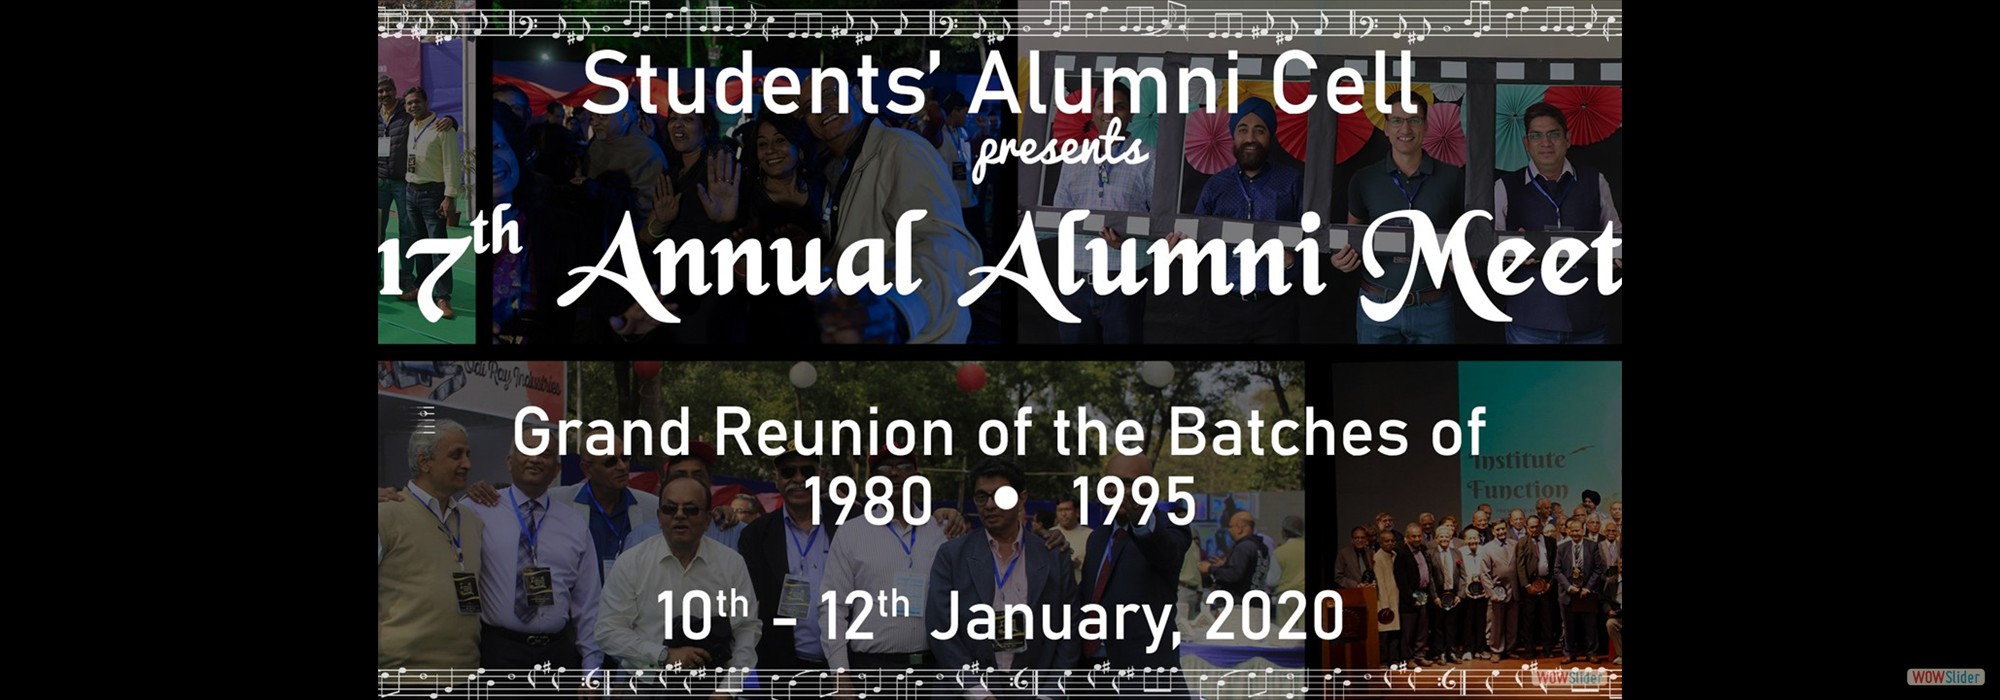 Students' Alumni Cell
presents
17th Annual Alumni Meet
Grand Reunion of the Batches of
1980 • 1995
10th - 12th January, 2020
Institute
Function
WOWSlider
WOWSlider